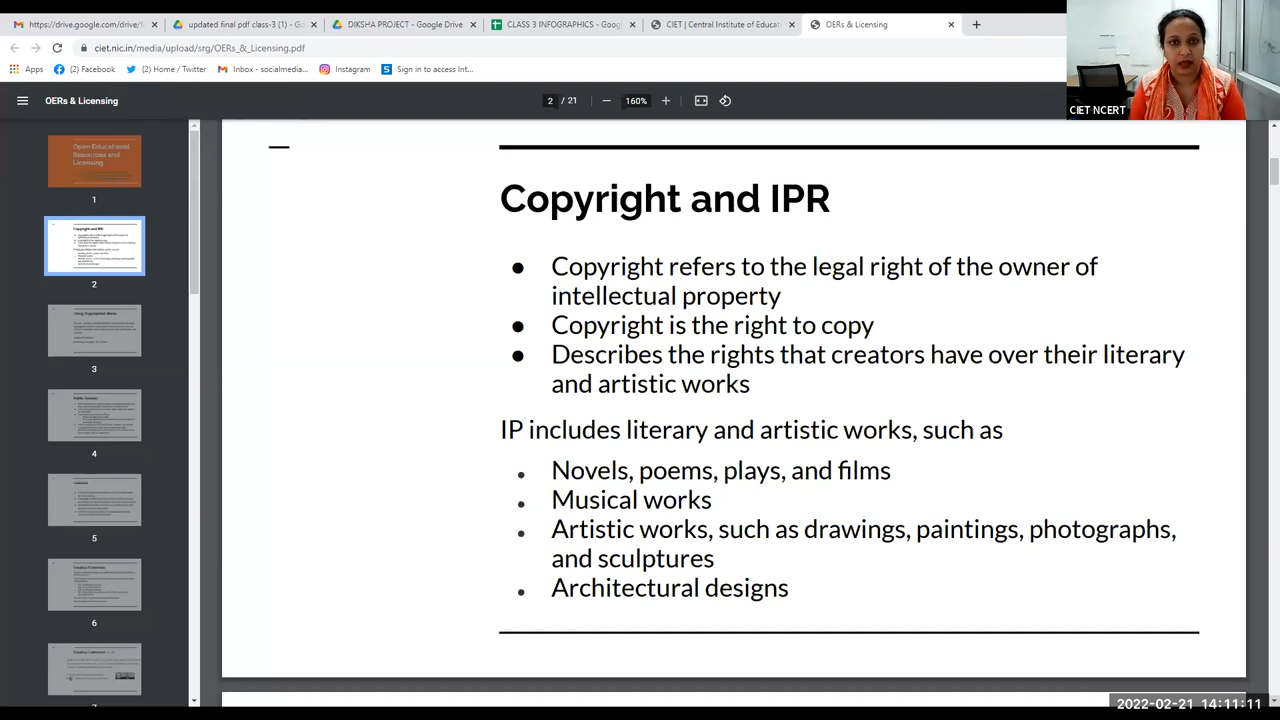 https://drive.google.com/drive/f
updated final pdf class-3 (1) - Goo
DIKSHA PROJECT - Google Drive
CLASS 3 INFOGRAPHICS - Goog
CIET | Central Institute of Educat
OERs & Licensing
ciet.nic.in/media/upload/srg/OERs_&_Licensing.pdf
Apps
(2) Facebook
(2) Home / Twitter
Inbox - socialmedia...
Instagram
Sign in to access Int...
OERs & Licensing
2 / 21
160%
CIET NCERT
Open Educational
Resources and
Licensing
1
Copyright and IPR
2
Using Copyrighted Works
3
Public Domain
4
Licenses
5
Creative Commons
6
Creative Commons
Copyright and IPR
● Copyright refers to the legal right of the owner of
intellectual property
● Copyright is the right to copy
● Describes the rights that creators have over their literary
and artistic works
IP includes literary and artistic works, such as
• Novels, poems, plays, and films
• Musical works
• Artistic works, such as drawings, paintings, photographs,
and sculptures
• Architectural designs
2022-02-21 14:11:11